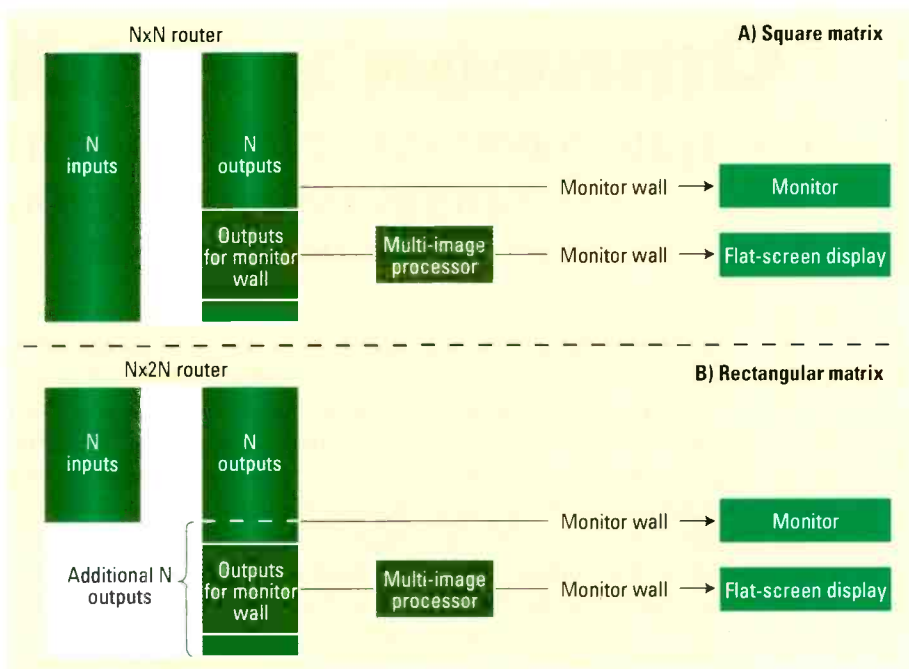 NxN router
A) Square matrix
N
inputs
N
outputs
Monitor wall
Monitor
Outputs
for monitor
wall
Multi-image
processor
Monitor wall
Flat-screen display
Nx2N router
B) Rectangular matrix
N
inputs
N
outputs
Monitor wall
Monitor
Additional N
outputs
Outputs
for monitor
wall
Multi-image
processor
Monitor wall
Flat-screen display